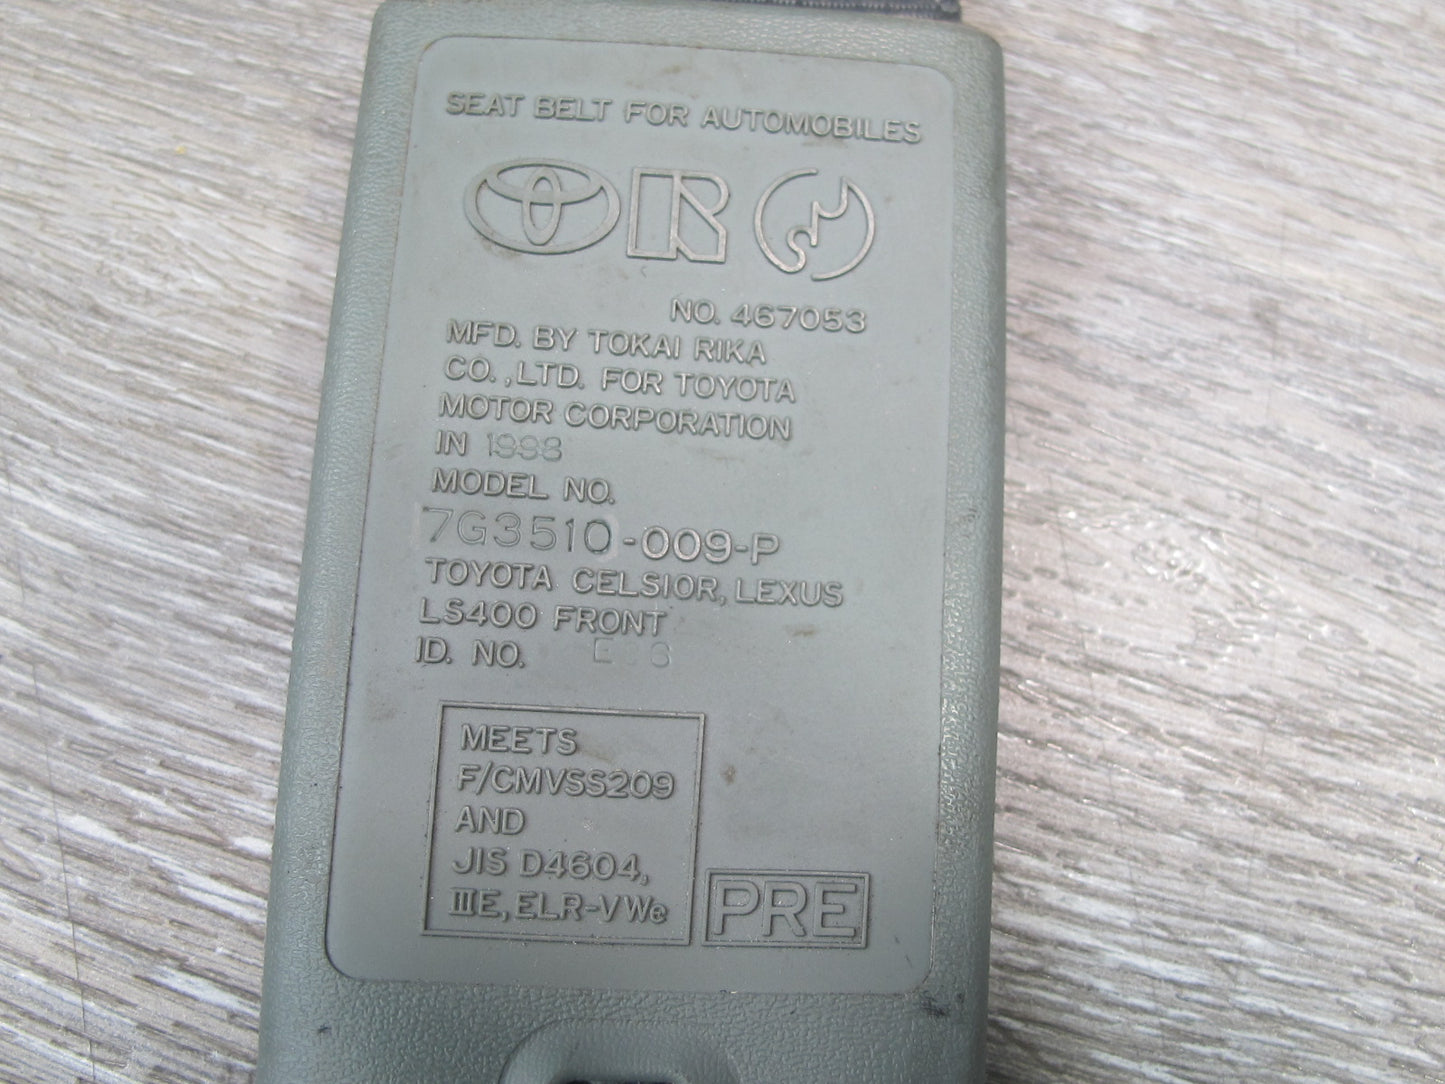 SEAT BELT FOR AUTOMOBILES
NO. 467053
MFD. BY TOKAI RIKA
CO.,LTD. FOR TOYOTA
MOTOR CORPORATION
IN 1998
MODEL NO.
7G3510-009-P
TOYOTA CELSIOR, LEXUS
LS400 FRONT
ID. NO.
MEETS
F/CMVSS209
AND
JIS D4604,
IIIE, ELR-VWe
PRE